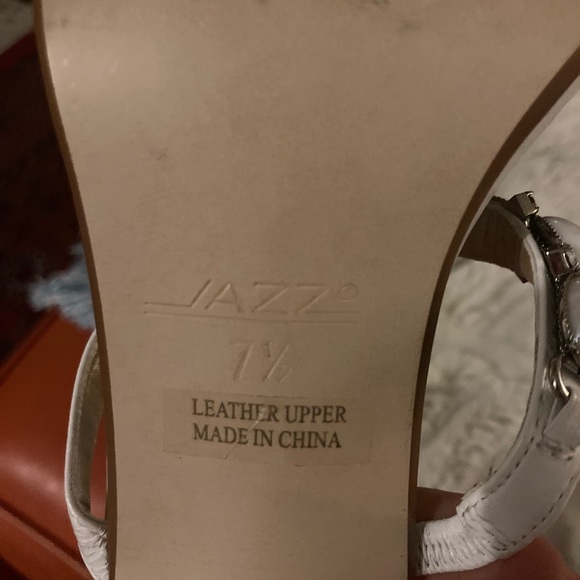 JAZZ®
7½
LEATHER UPPER
MADE IN CHINA